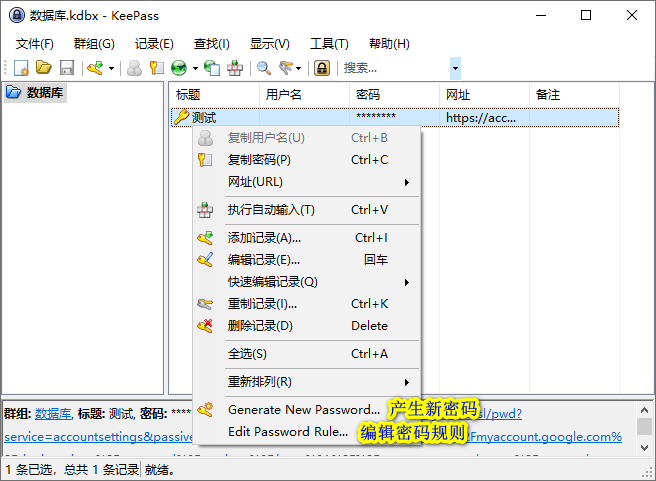 数据库.kdbx - KeePass
文件(F) 群组(G) 记录(E) 查找(I) 显示(V) 工具(T) 帮助(H)
搜索...
数据库
标题 用户名 密码 网址 备注
测试 ******** https://acc...
复制用户名(U) Ctrl+B
复制密码(P) Ctrl+C
网址(URL)
执行自动输入(T) Ctrl+V
添加记录(A)... Ctrl+I
编辑记录(E)... 回车
快速编辑记录(Q)
重制记录(I)... Ctrl+K
删除记录(D) Delete
全选(S) Ctrl+A
重新排列(R)
Generate New Password... 产生新密码
Edit Password Rule... 编辑密码规则
群组: 数据库, 标题: 测试, 密码: sl/pwd?
service=accountsettings&passive myaccount.google.com%
1 条已选，总共 1 条记录 就绪。